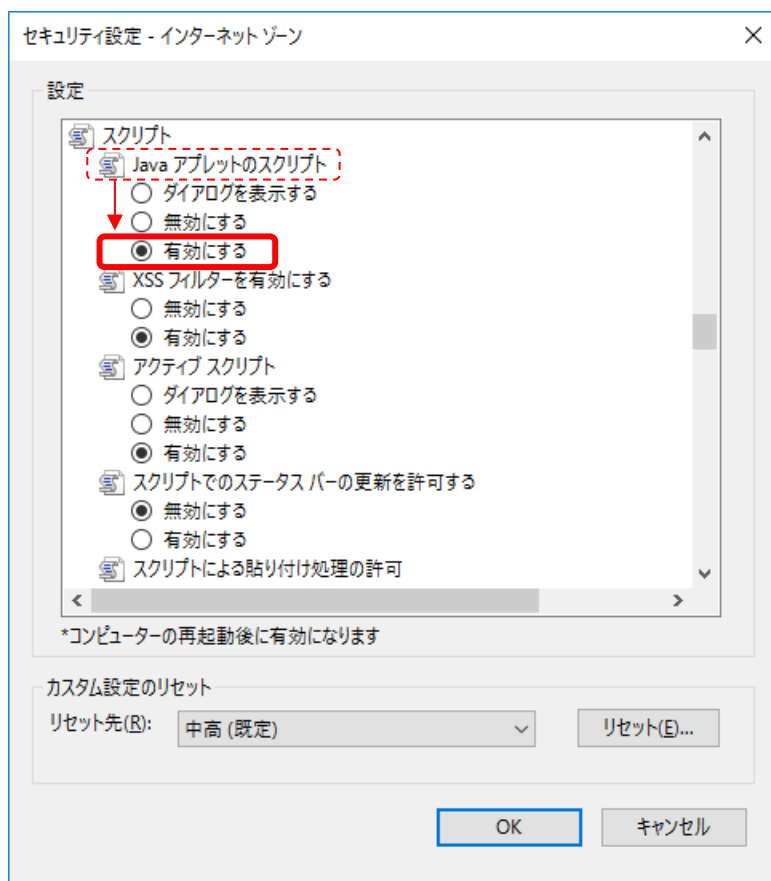 セキュリティ設定 - インターネット ゾーン
設定
スクリプト
Java アプレットのスクリプト
ダイアログを表示する
無効にする
有効にする
XSS フィルターを有効にする
無効にする
有効にする
アクティブ スクリプト
ダイアログを表示する
無効にする
有効にする
スクリプトでのステータス バーの更新を許可する
無効にする
有効にする
スクリプトによる貼り付け処理の許可
*コンピューターの再起動後に有効になります
カスタム設定のリセット
リセット先(R): 中高 (既定) リセット(E)...
OK キャンセル